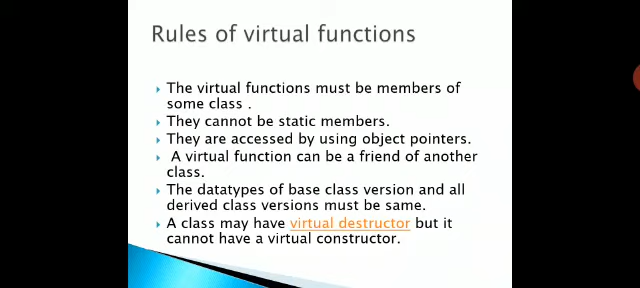 Rules of virtual functions
The virtual functions must be members of
some class .
They cannot be static members.
They are accessed by using object pointers.
A virtual function can be a friend of another
class.
The datatypes of base class version and all
derived class versions must be same.
A class may have virtual destructor but it
cannot have a virtual constructor.